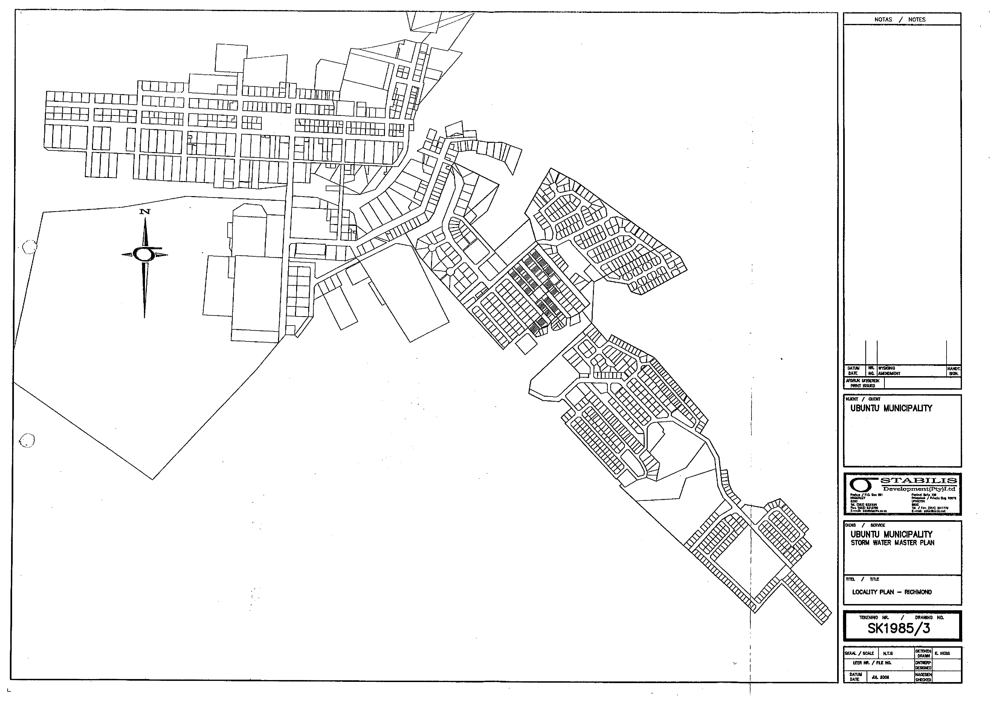 N
NOTAS / NOTES
DATUM NR. WYSIGING HANDT.
DATE NO. AMENDMENT SIGN.
AFDRUK UITGEREIK
PRINT ISSUED
KLIENT / CLIENT
UBUNTU MUNICIPALITY
STABILIS
Development(Pty)Ltd
DIENS / SERVICE
UBUNTU MUNICIPALITY
STORM WATER MASTER PLAN
TITEL / TITLE
LOCALITY PLAN – RICHMOND
TEKENING NR. / DRAWING NO.
SK1985/3
SKAAL / SCALE N.T.S
GETEKEN
DRAWN
E. HESS
LEER NR. / FILE NO.
ONTWERP
DESIGNED
DATUM
DATE
JUL
NAGESIEN
CHECKED